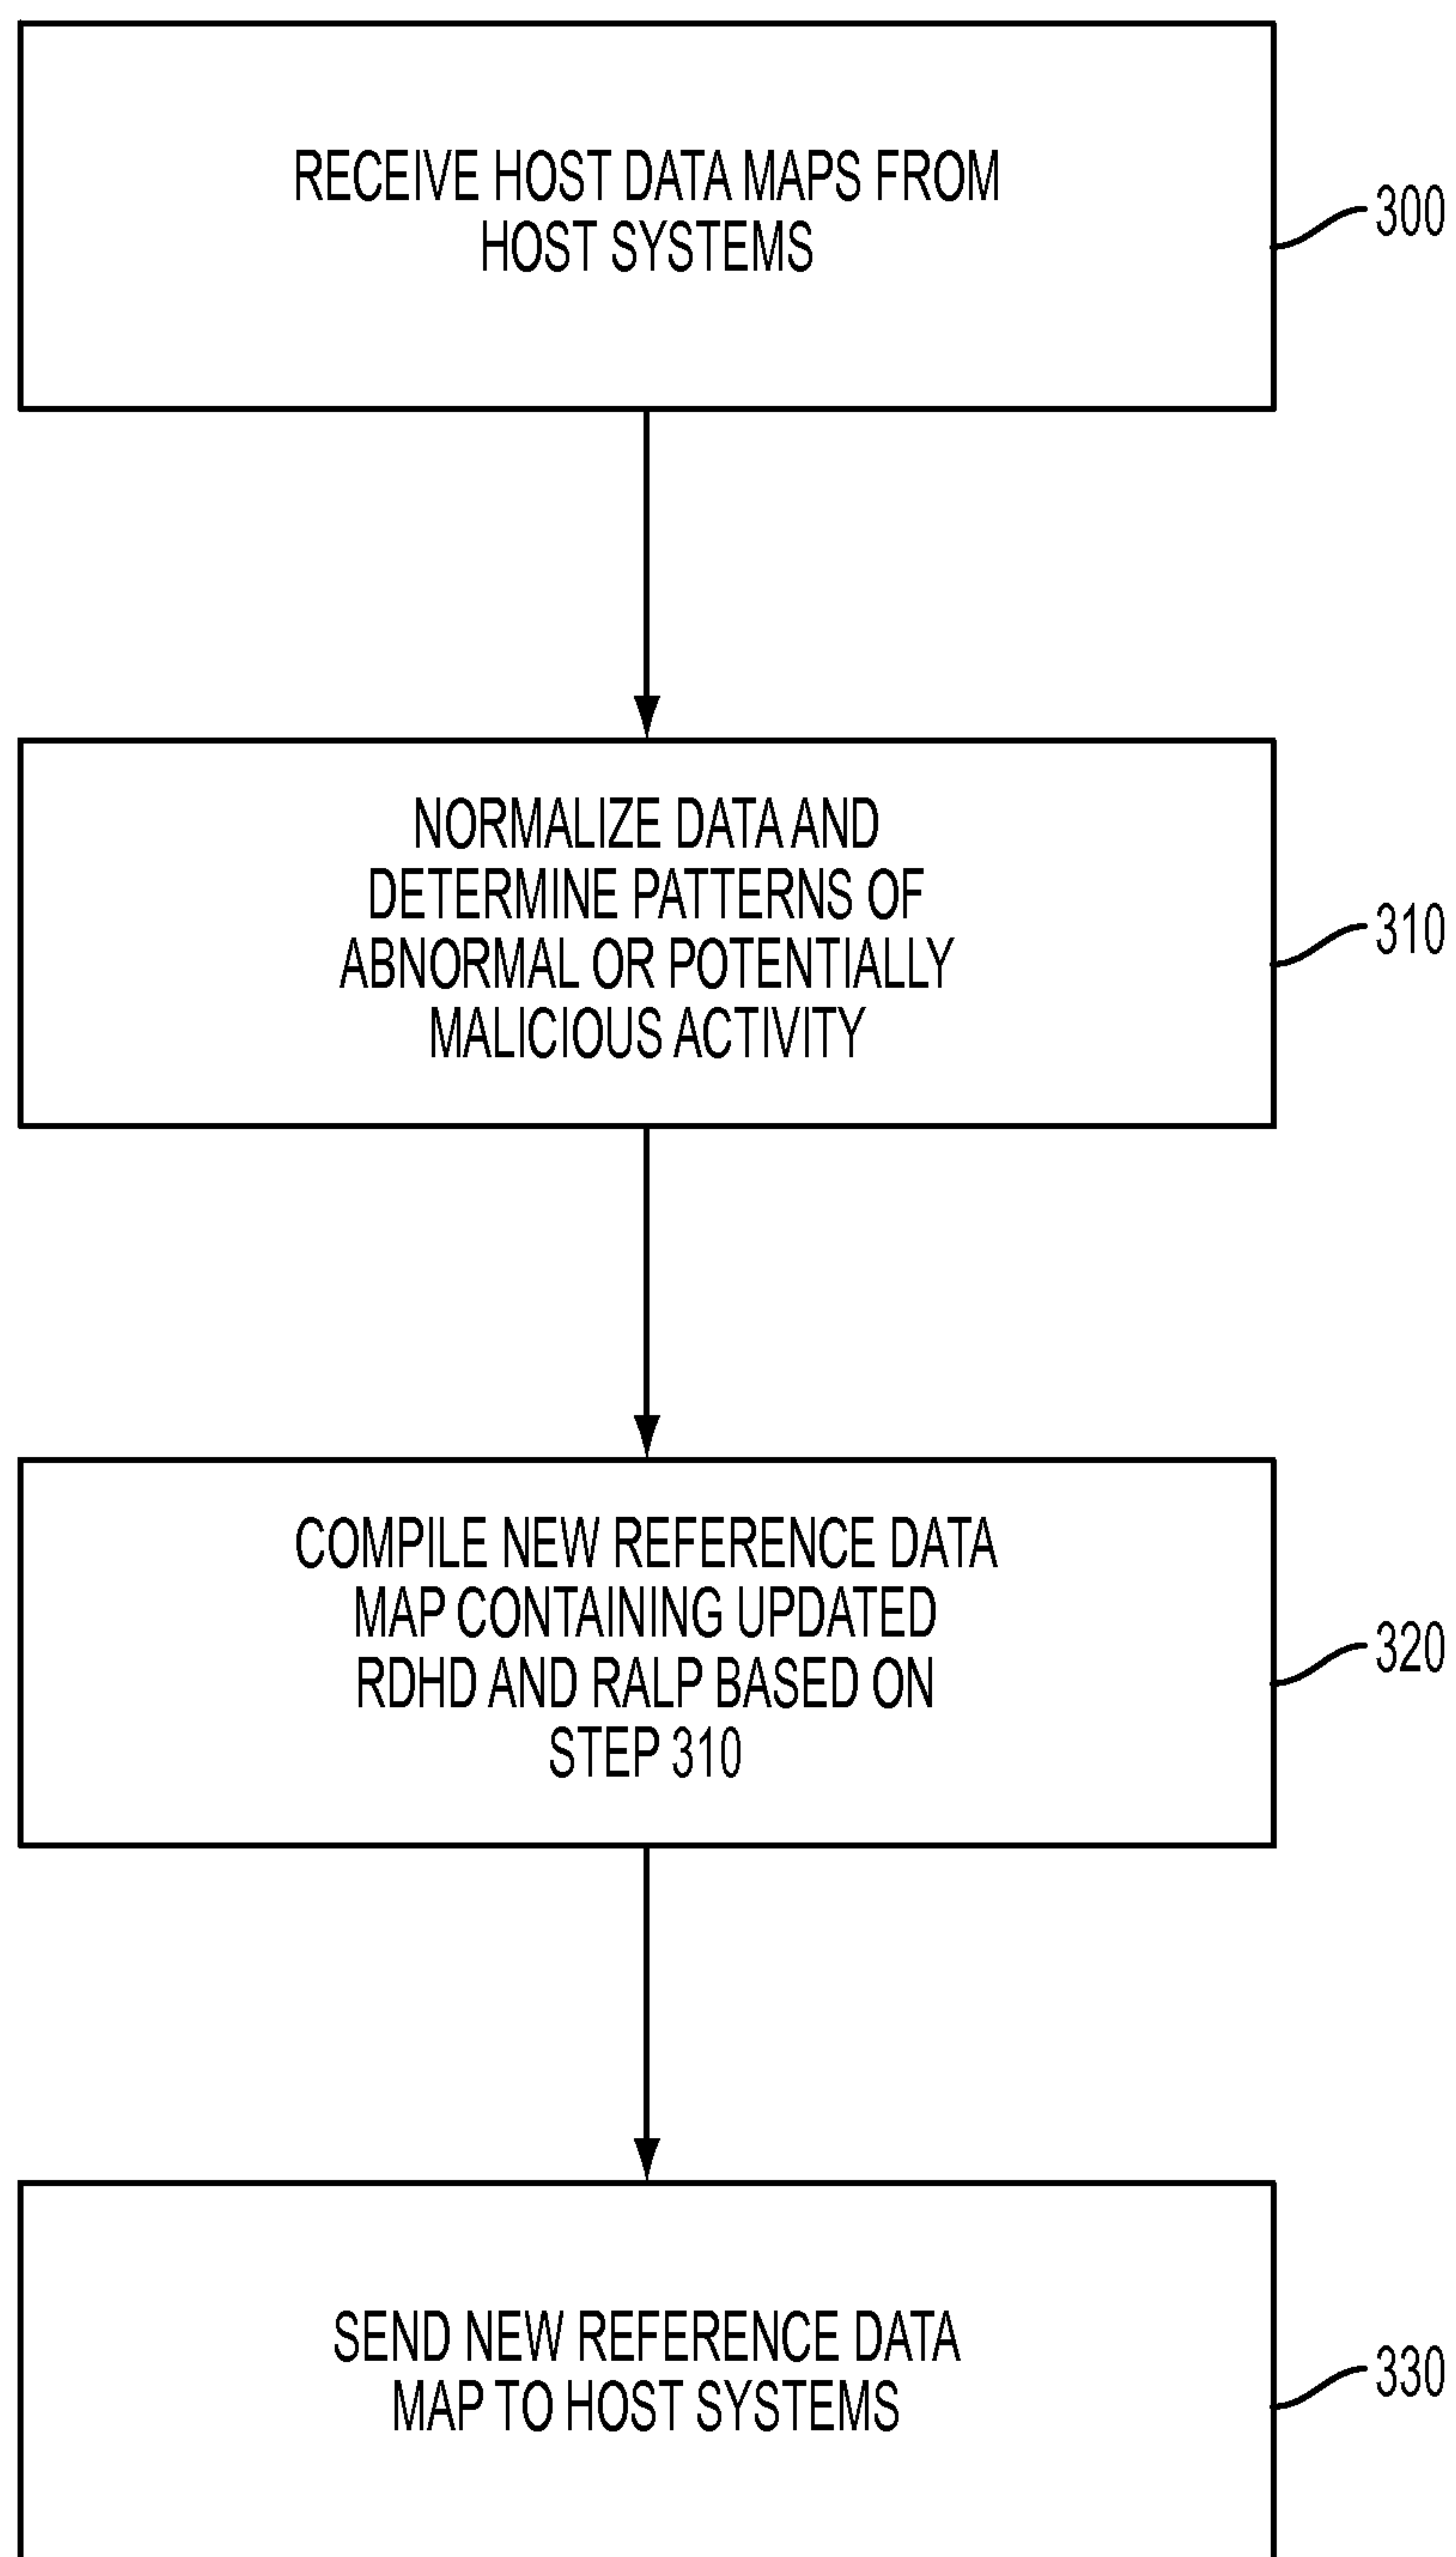 RECEIVE HOST DATA MAPS FROM
HOST SYSTEMS
300
NORMALIZE DATA AND
DETERMINE PATTERNS OF
ABNORMAL OR POTENTIALLY
MALICIOUS ACTIVITY
310
COMPILE NEW REFERENCE DATA
MAP CONTAINING UPDATED
RDHD AND RALP BASED ON
STEP 310
320
SEND NEW REFERENCE DATA
MAP TO HOST SYSTEMS
330